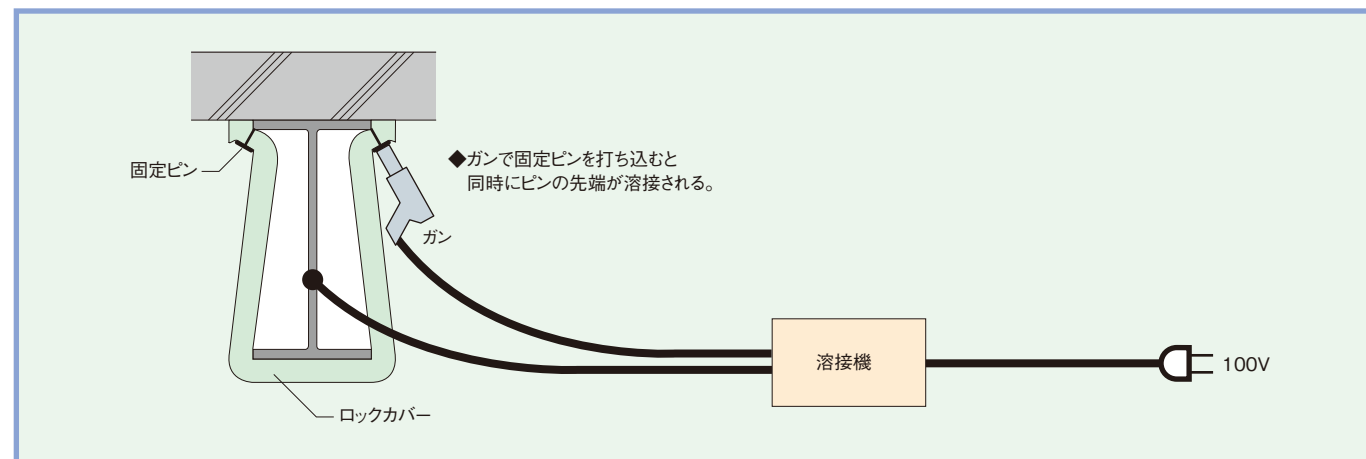 固定ピン
◆ガンで固定ピンを打ち込むと
同時にピンの先端が溶接される。
ガン
溶接機
100V
ロックカバー